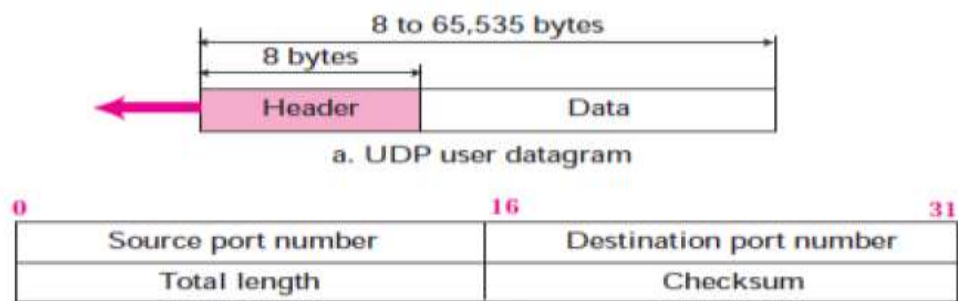 8 to 65,535 bytes
8 bytes
Header Data
a. UDP user datagram
0 16 31
Source port number Destination port number
Total length Checksum